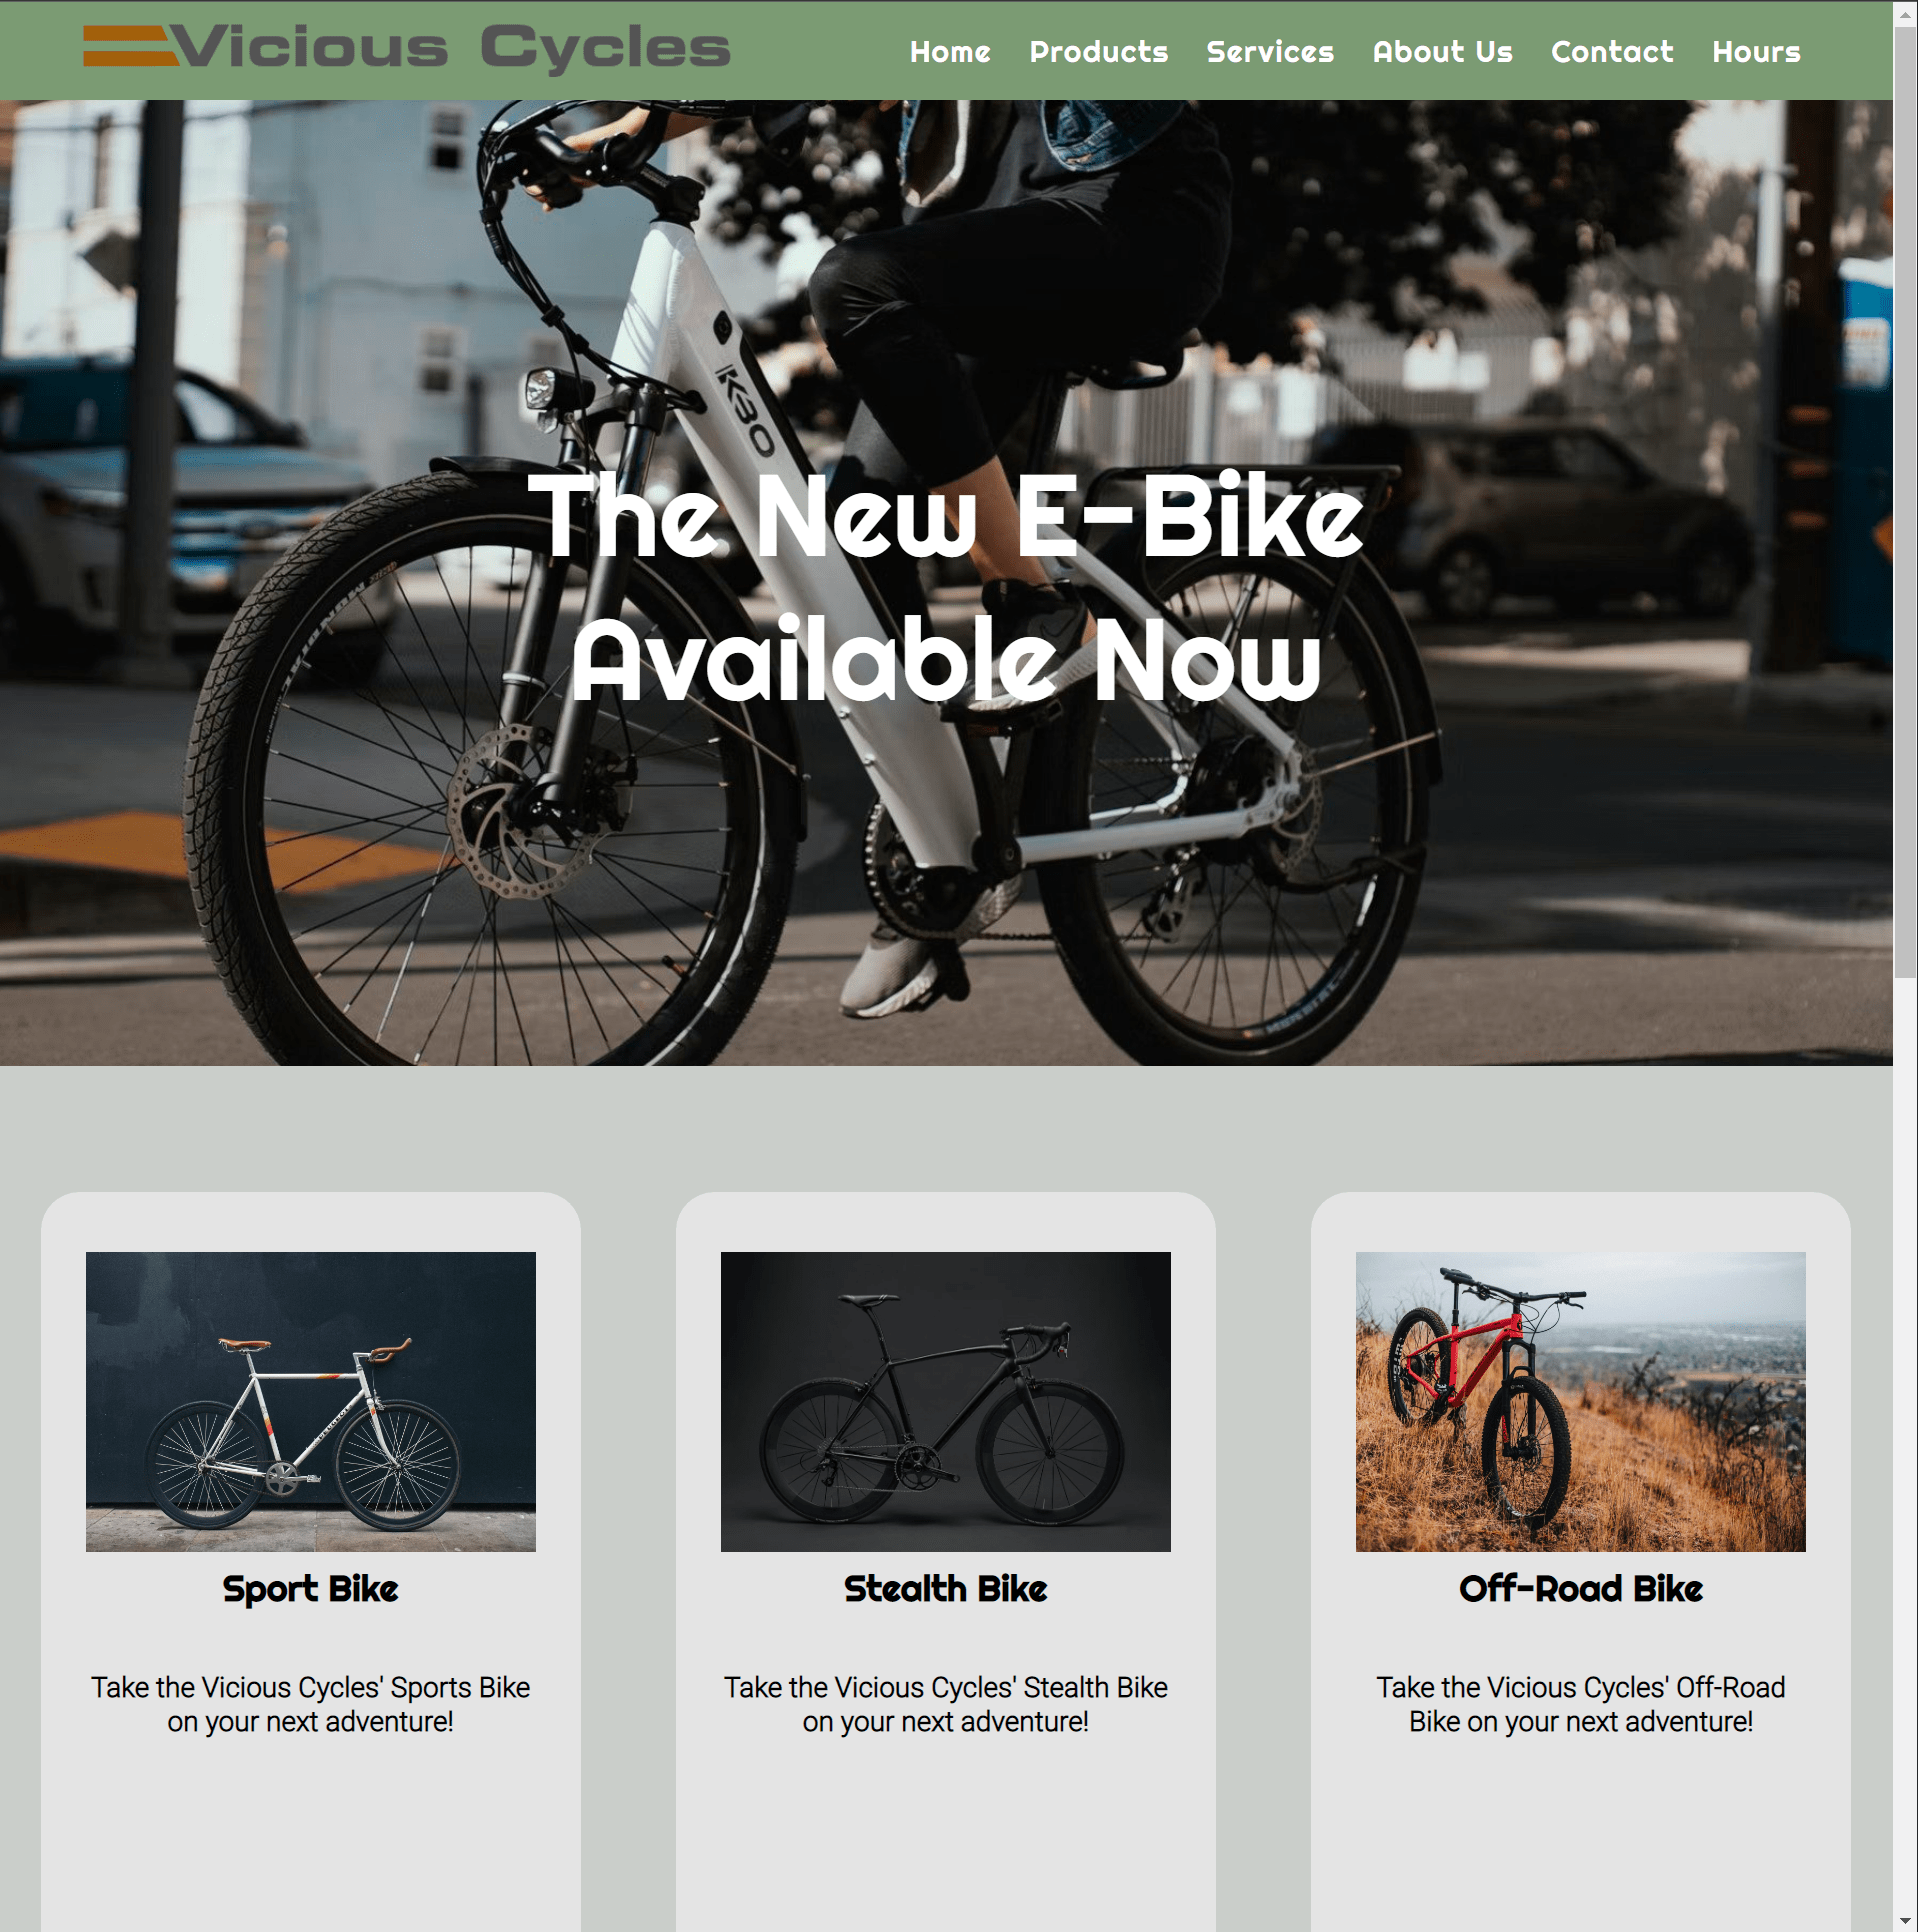 Vicious Cycles
Home Products Services About Us Contact Hours
KBO
The New E-Bike
Available Now
Sport Bike
Take the Vicious Cycles' Sports Bike
on your next adventure!
Stealth Bike
Take the Vicious Cycles' Stealth Bike
on your next adventure!
Off-Road Bike
Take the Vicious Cycles' Off-Road
Bike on your next adventure!